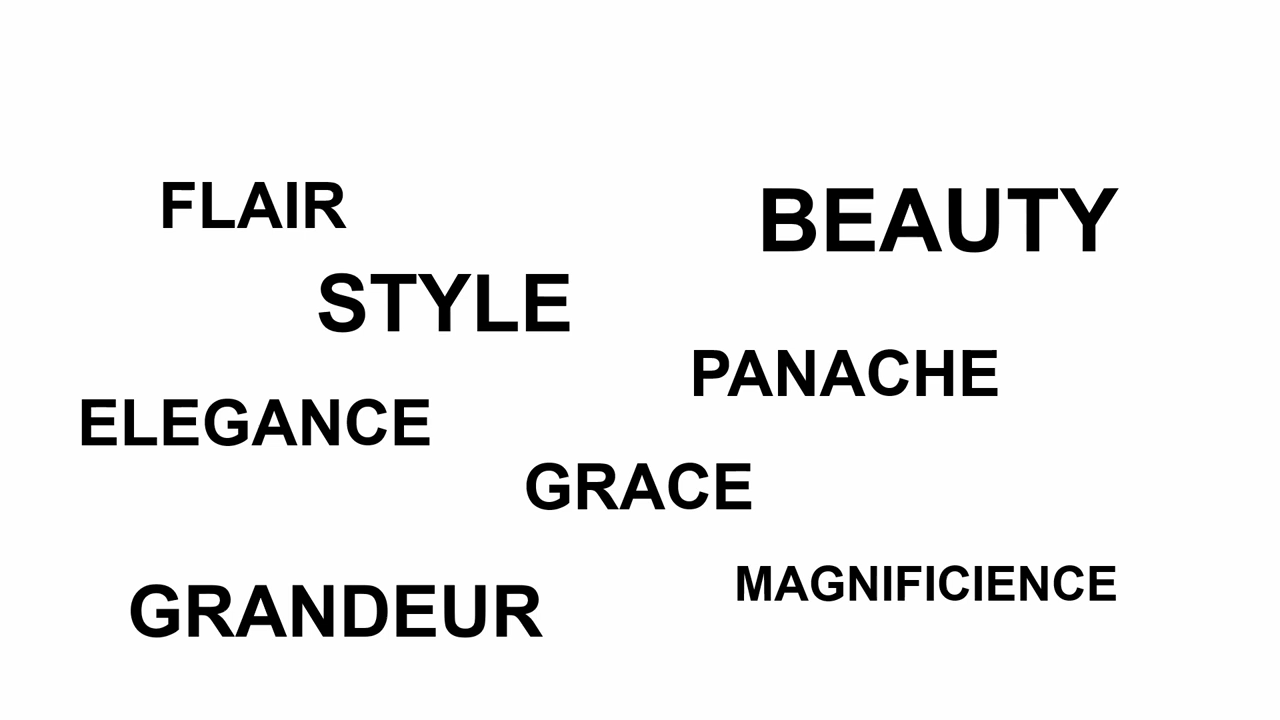 FLAIR
BEAUTY
STYLE
PANACHE
ELEGANCE
GRACE
MAGNIFICIENCE
GRANDEUR